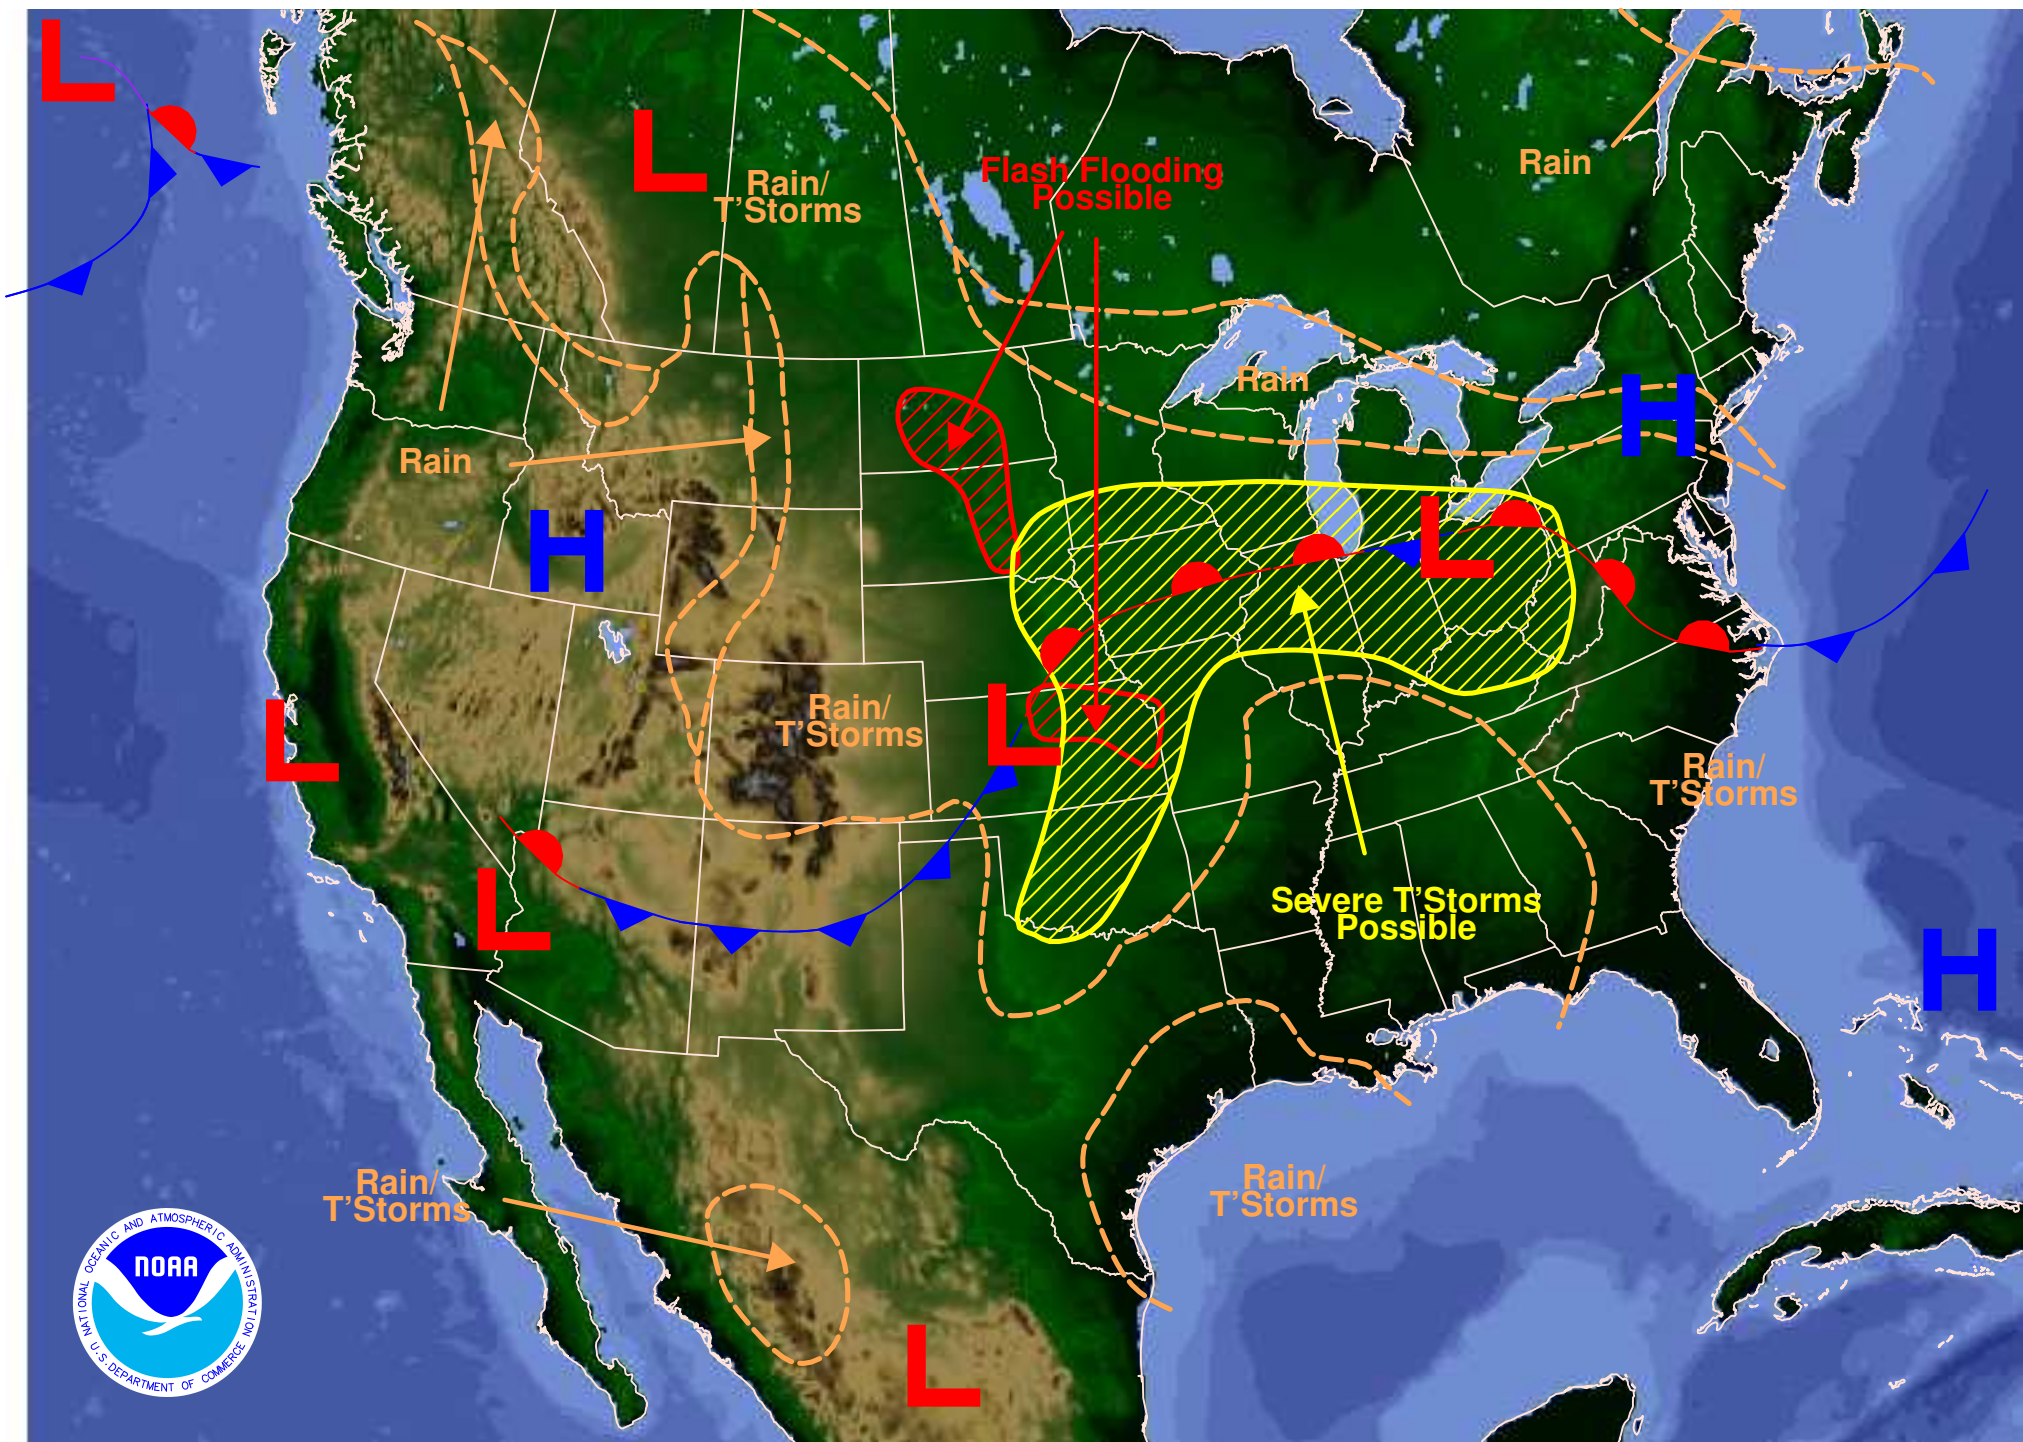 L
L
Rain/
T'Storms
Flash Flooding
Possible
Rain
Rain
H
Rain
H
L
L
L
Rain/
T'Storms
Rain/
T'Storms
L
Severe T'Storms
Possible
H
Rain/
T'Storms
Rain/
T'Storms
L
NATIONAL OCEANIC AND ATMOSPHERIC ADMINISTRATION
NOAA
U.S. DEPARTMENT OF COMMERCE